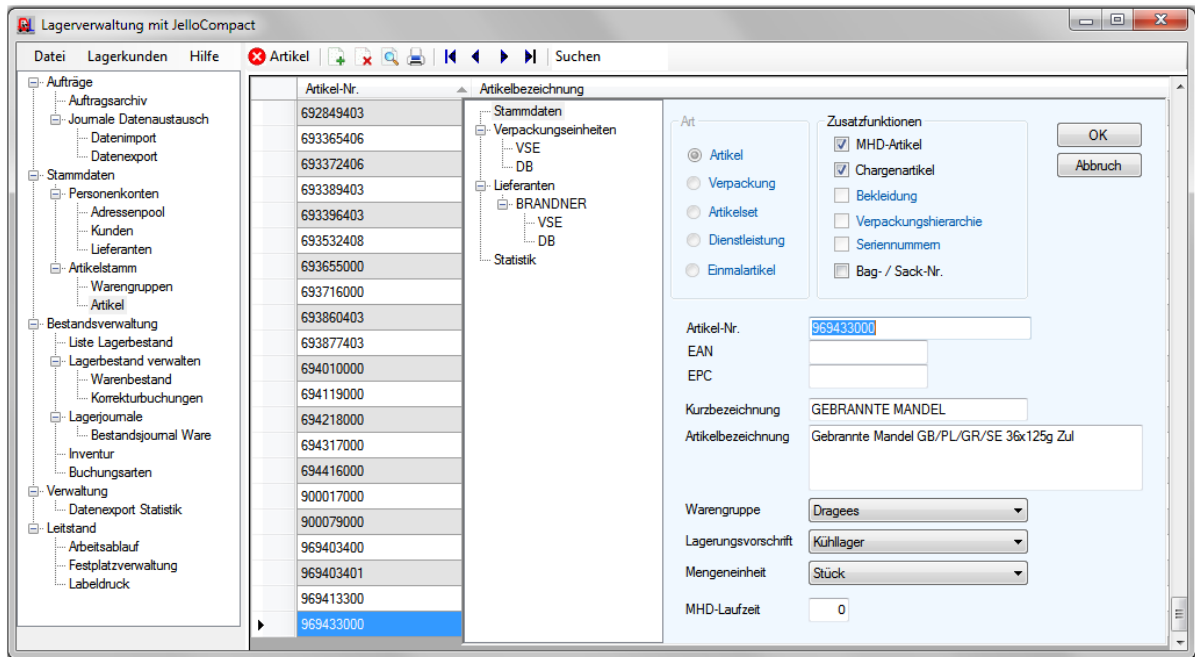 Lagerverwaltung mit JelloCompact
Datei Lagerkunden Hilfe Artikel Suchen
Aufträge
Auftragsarchiv
Journale Datenaustausch
Datenimport
Datenexport
Stammdaten
Personenkonten
Adressenpool
Kunden
Lieferanten
Artikelstamm
Warengruppen
Artikel
Bestandsverwaltung
Liste Lagerbestand
Lagerbestand verwalten
Warenbestand
Korrekturbuchungen
Lagerjournale
Bestandsjournal Ware
Inventur
Buchungsarten
Verwaltung
Datenexport Statistik
Leitstand
Arbeitsablauf
Festplatzverwaltung
Labeldruck
Artikel-Nr. Artikelbezeichnung
692849403
693365406
693372406
693389403
693396403
693532408
693655000
693716000
693860403
693877403
694010000
694119000
694218000
694317000
694416000
900017000
900079000
969403400
969403401
969413300
969433000
Stammdaten
Verpackungseinheiten
VSE
DB
Lieferanten
BRANDNER
VSE
DB
Statistik
Art
Artikel
Verpackung
Artikelset
Dienstleistung
Einmalartikel
Zusatzfunktionen
MHD-Artikel
Chargenartikel
Bekleidung
Verpackungshierarchie
Seriennummern
Bag- / Sack-Nr.
OK
Abbruch
Artikel-Nr. 969433000
EAN
EPC
Kurzbezeichnung GEBRANNTE MANDEL
Artikelbezeichnung Gebrannte Mandel GB/PL/GR/SE 36x125g Zul
Warengruppe Dragees
Lagerungsvorschrift Kühllager
Mengeneinheit Stück
MHD-Laufzeit 0